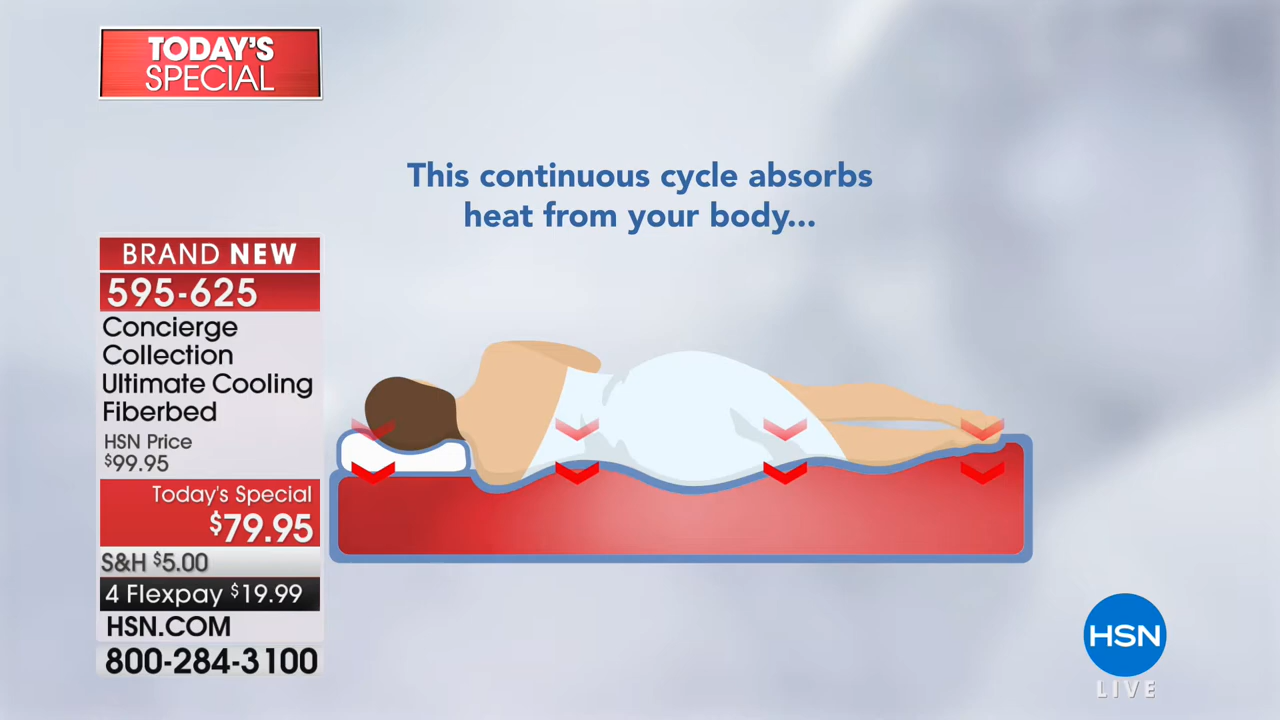 TODAY'S
SPECIAL
This continuous cycle absorbs
heat from your body...
BRAND NEW
595-625
Concierge
Collection
Ultimate Cooling
Fiberbed
HSN Price
$99.95
Today's Special
$79.95
S&H $5.00
4 Flexpay $19.99
HSN.COM
800-284-3100
HSN
LIVE